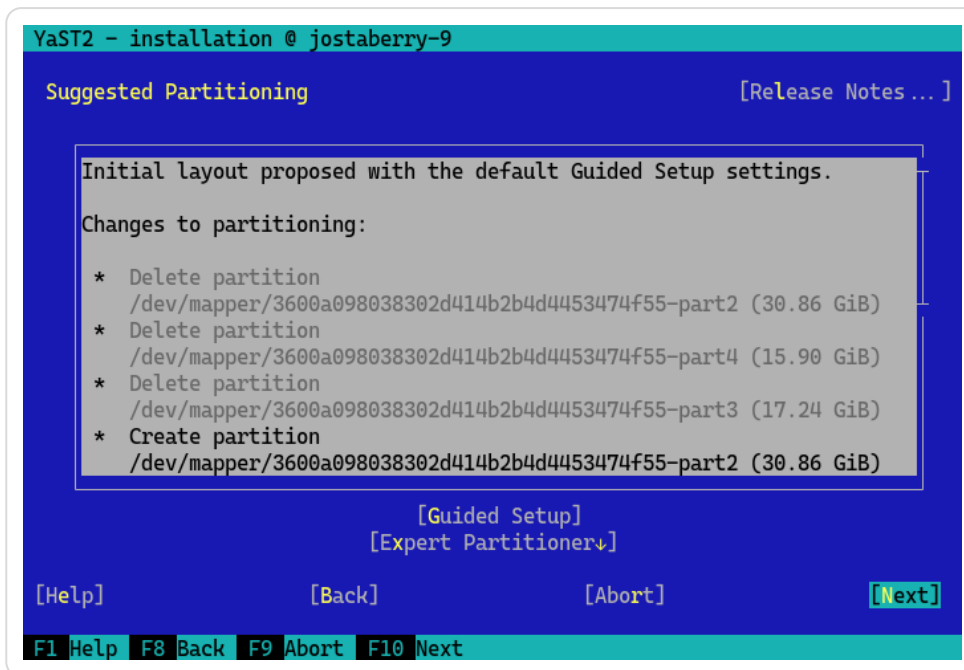 YaST2 - installation @ jostaberry-9
Suggested Partitioning [Release Notes...]
Initial layout proposed with the default Guided Setup settings.
Changes to partitioning:
* Delete partition
/dev/mapper/3600a098038302d414b2b4d4453474f55-part2 (30.86 GiB)
* Delete partition
/dev/mapper/3600a098038302d414b2b4d4453474f55-part4 (15.90 GiB)
* Delete partition
/dev/mapper/3600a098038302d414b2b4d4453474f55-part3 (17.24 GiB)
* Create partition
/dev/mapper/3600a098038302d414b2b4d4453474f55-part2 (30.86 GiB)
[Guided Setup]
[Expert Partitioner↓]
[Help] [Back] [Abort] [Next]
F1 Help F8 Back F9 Abort F10 Next